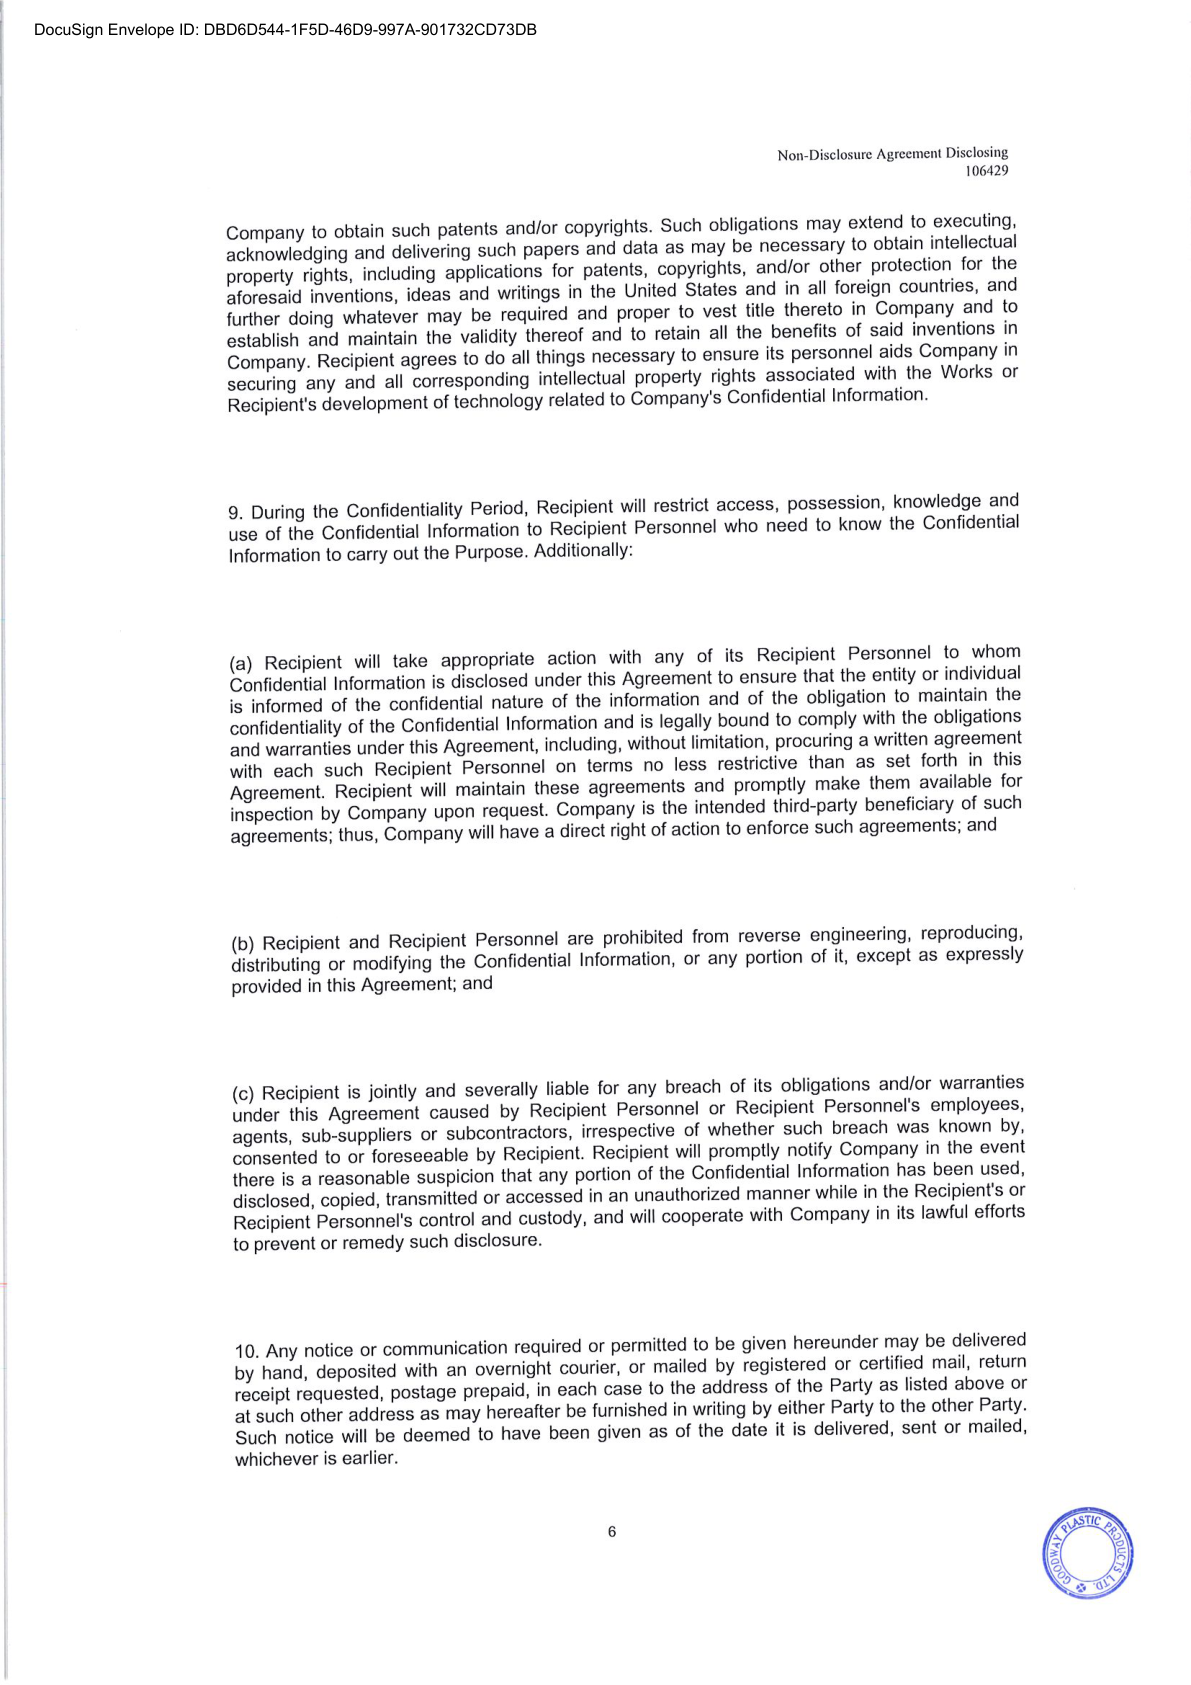 DocuSign Envelope ID: DBD6D544-1F5D-46D9-997A-901732CD73DB
Non-Disclosure Agreement Disclosing
106429
Company to obtain such patents and/or copyrights. Such obligations may extend to executing,
acknowledging and delivering such papers and data as may be necessary to obtain intellectual
property rights, including applications for patents, copyrights, and/or other protection for the
aforesaid inventions, ideas and writings in the United States and in all foreign countries, and
further doing whatever may be required and proper to vest title thereto in Company and to
establish and maintain the validity thereof and to retain all the benefits of said inventions in
Company. Recipient agrees to do all things necessary to ensure its personnel aids Company in
securing any and all corresponding intellectual property rights associated with the Works or
Recipient's development of technology related to Company's Confidential Information.
9. During the Confidentiality Period, Recipient will restrict access, possession, knowledge and
use of the Confidential Information to Recipient Personnel who need to know the Confidential
Information to carry out the Purpose. Additionally:
(a) Recipient will take appropriate action with any of its Recipient Personnel to whom
Confidential Information is disclosed under this Agreement to ensure that the entity or individual
is informed of the confidential nature of the information and of the obligation to maintain the
confidentiality of the Confidential Information and is legally bound to comply with the obligations
and warranties under this Agreement, including, without limitation, procuring a written agreement
with each such Recipient Personnel on terms no less restrictive than as set forth in this
Agreement. Recipient will maintain these agreements and promptly make them available for
inspection by Company upon request. Company is the intended third-party beneficiary of such
agreements; thus, Company will have a direct right of action to enforce such agreements; and
(b) Recipient and Recipient Personnel are prohibited from reverse engineering, reproducing,
distributing or modifying the Confidential Information, or any portion of it, except as expressly
provided in this Agreement; and
(c) Recipient is jointly and severally liable for any breach of its obligations and/or warranties
under this Agreement caused by Recipient Personnel or Recipient Personnel's employees,
agents, sub-suppliers or subcontractors, irrespective of whether such breach was known by,
consented to or foreseeable by Recipient. Recipient will promptly notify Company in the event
there is a reasonable suspicion that any portion of the Confidential Information has been used,
disclosed, copied, transmitted or accessed in an unauthorized manner while in the Recipient's or
Recipient Personnel's control and custody, and will cooperate with Company in its lawful efforts
to prevent or remedy such disclosure.
10. Any notice or communication required or permitted to be given hereunder may be delivered
by hand, deposited with an overnight courier, or mailed by registered or certified mail, return
receipt requested, postage prepaid, in each case to the address of the Party as listed above or
at such other address as may hereafter be furnished in writing by either Party to the other Party.
Such notice will be deemed to have been given as of the date it is delivered, sent or mailed,
whichever is earlier.
6
GOODWAY PLASTIC PRODUCTS LTD.